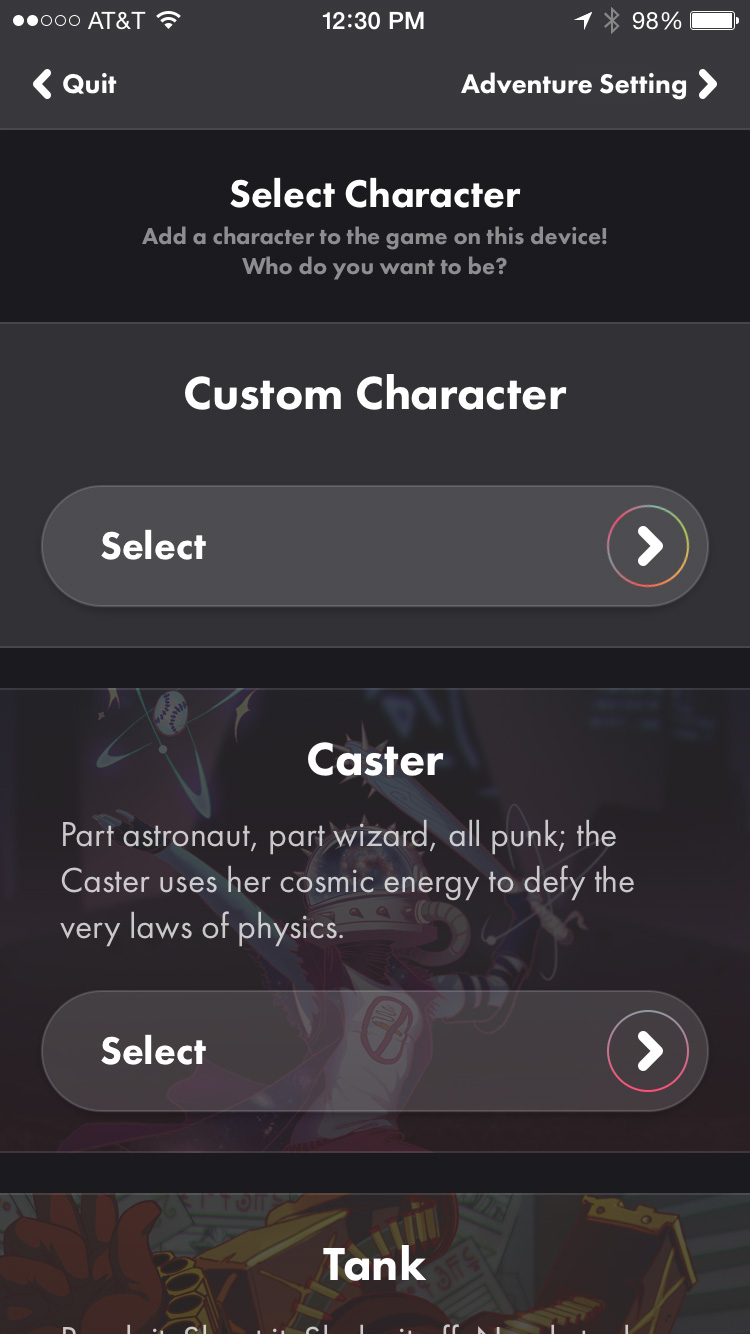 AT&T 12:30 PM 98%
Quit Adventure Setting
Select Character
Add a character to the game on this device!
Who do you want to be?
Custom Character
Select
Caster
Part astronaut, part wizard, all punk; the
Caster uses her cosmic energy to defy the
very laws of physics.
Select
Tank